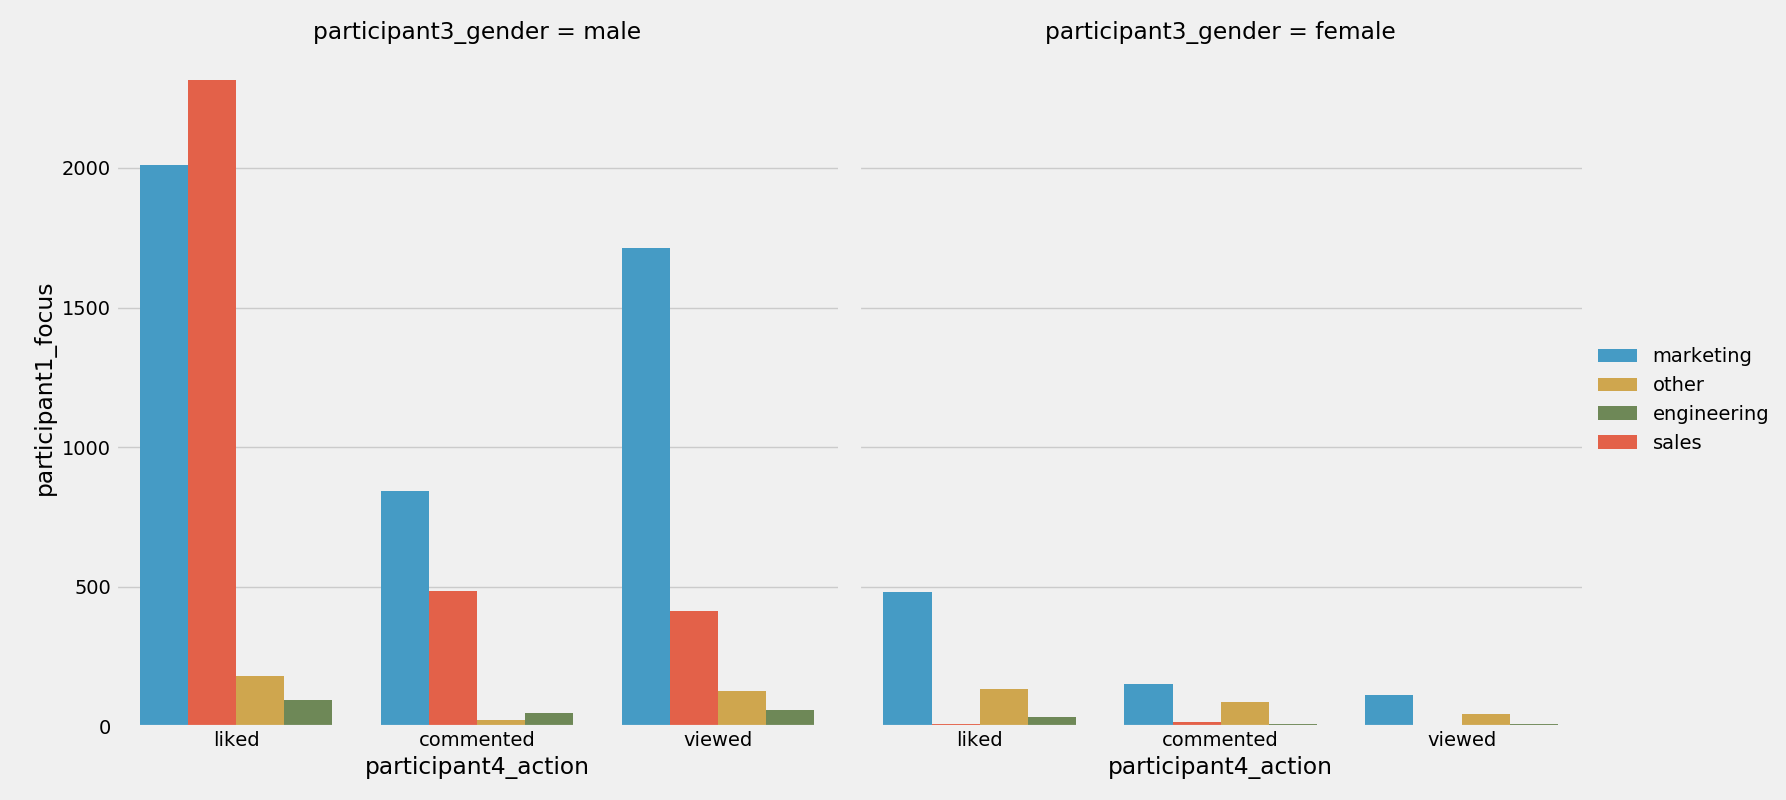 participant3_gender = male
participant3_gender = female
participant1_focus
2000
1500
1000
500
0
liked
commented
viewed
liked
commented
viewed
participant4_action
participant4_action
marketing
other
engineering
sales